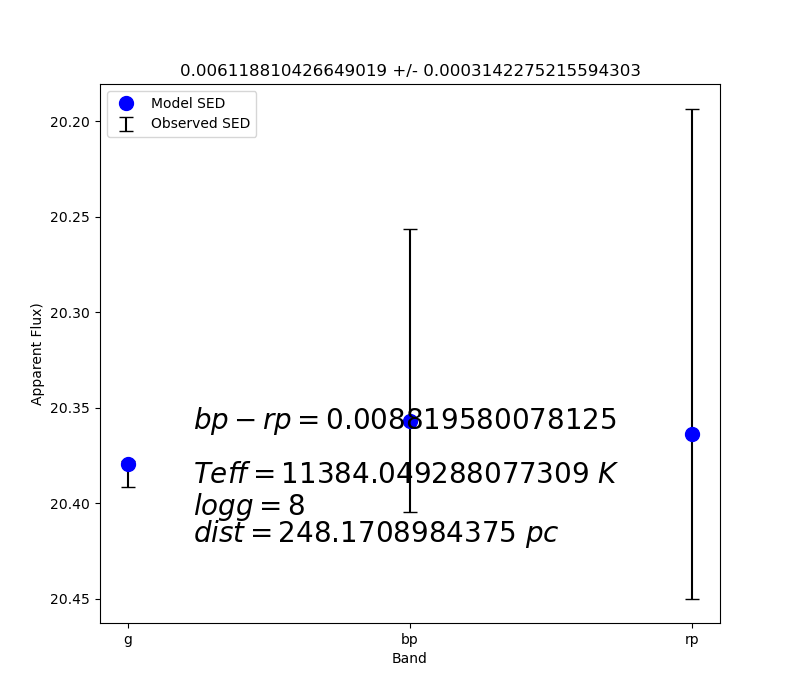 0.006118810426649019 +/- 0.0003142275215594303
Model SED
Observed SED
20.20
20.25
20.30
20.35
20.40
20.45
Apparent Flux)
bp − rp = 0.008819580078125
Teff = 11384.049288077309 K
logg = 8
dist = 248.1708984375 pc
g
bp
rp
Band